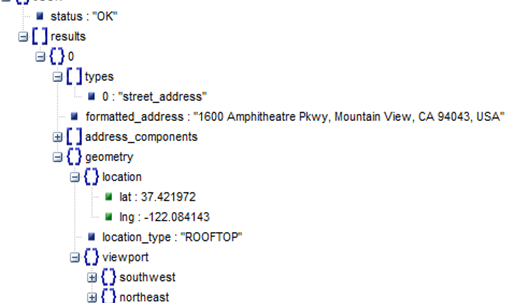 status : "OK"
[] results
{} 0
[] types
0 : "street_address"
formatted_address : "1600 Amphitheatre Pkwy, Mountain View, CA 94043, USA"
[] address_components
{} geometry
{} location
lat : 37.421972
lng : -122.084143
location_type : "ROOFTOP"
{} viewport
{} southwest
{} northeast